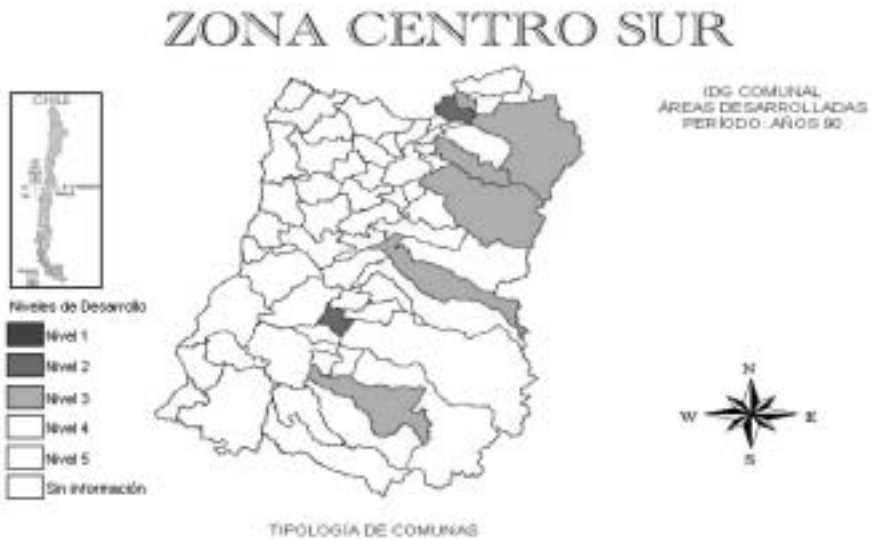 ZONA CENTRO SUR
IDG COMUNAL
ÁREAS DESARROLLADAS
PERÍODO: AÑOS 90
CHILE
Niveles de Desarrollo
Nivel 1
Nivel 2
Nivel 3
Nivel 4
Nivel 5
Sin información
N
W E
S
TIPOLOGÍA DE COMUNAS